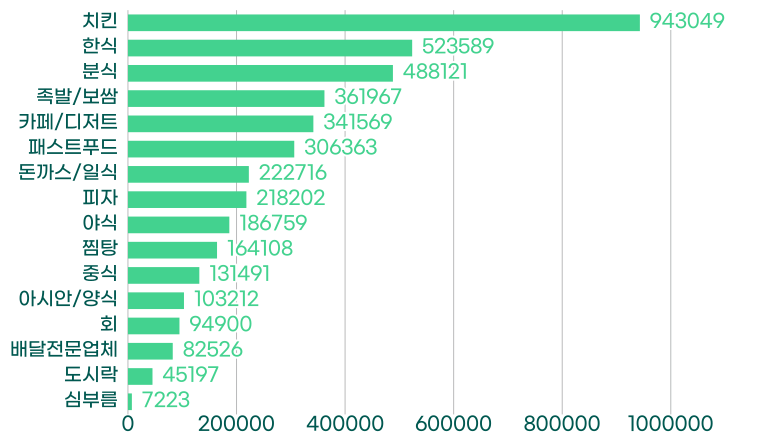 치킨 943049
한식 523589
분식 488121
족발/보쌈 361967
카페/디저트 341569
패스트푸드 306363
돈까스/일식 222716
피자 218202
야식 186759
찜탕 164108
중식 131491
아시안/양식 103212
회 94900
배달전문업체 82526
도시락 45197
심부름 7223
0 200000 400000 600000 800000 1000000